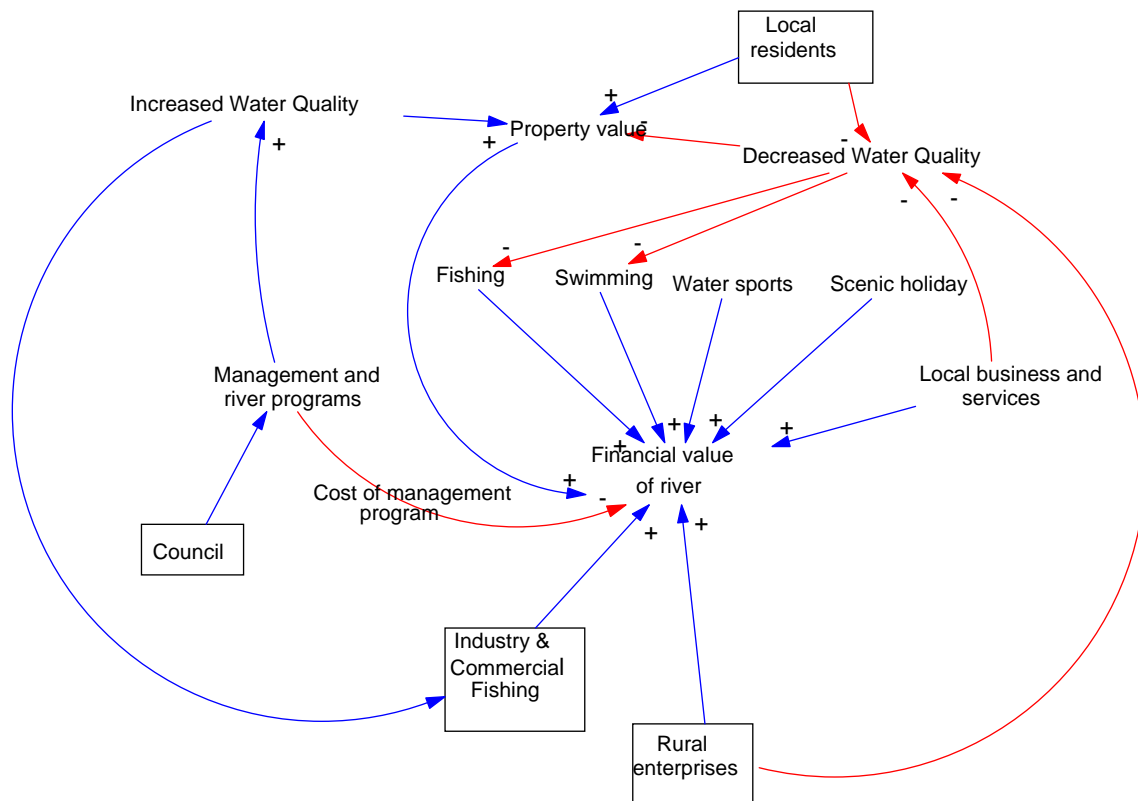 Local
residents
+
Increased Water Quality
+
Property value
-
+
-
Decreased Water Quality
-
-
-
-
Fishing
Swimming
Water sports
Scenic holiday
Management and
river programs
Local business and
services
+
+
+
+
+
Financial value
of river
+
-
Cost of management
program
+
+
Council
Industry &
Commercial
Fishing
Rural
enterprises